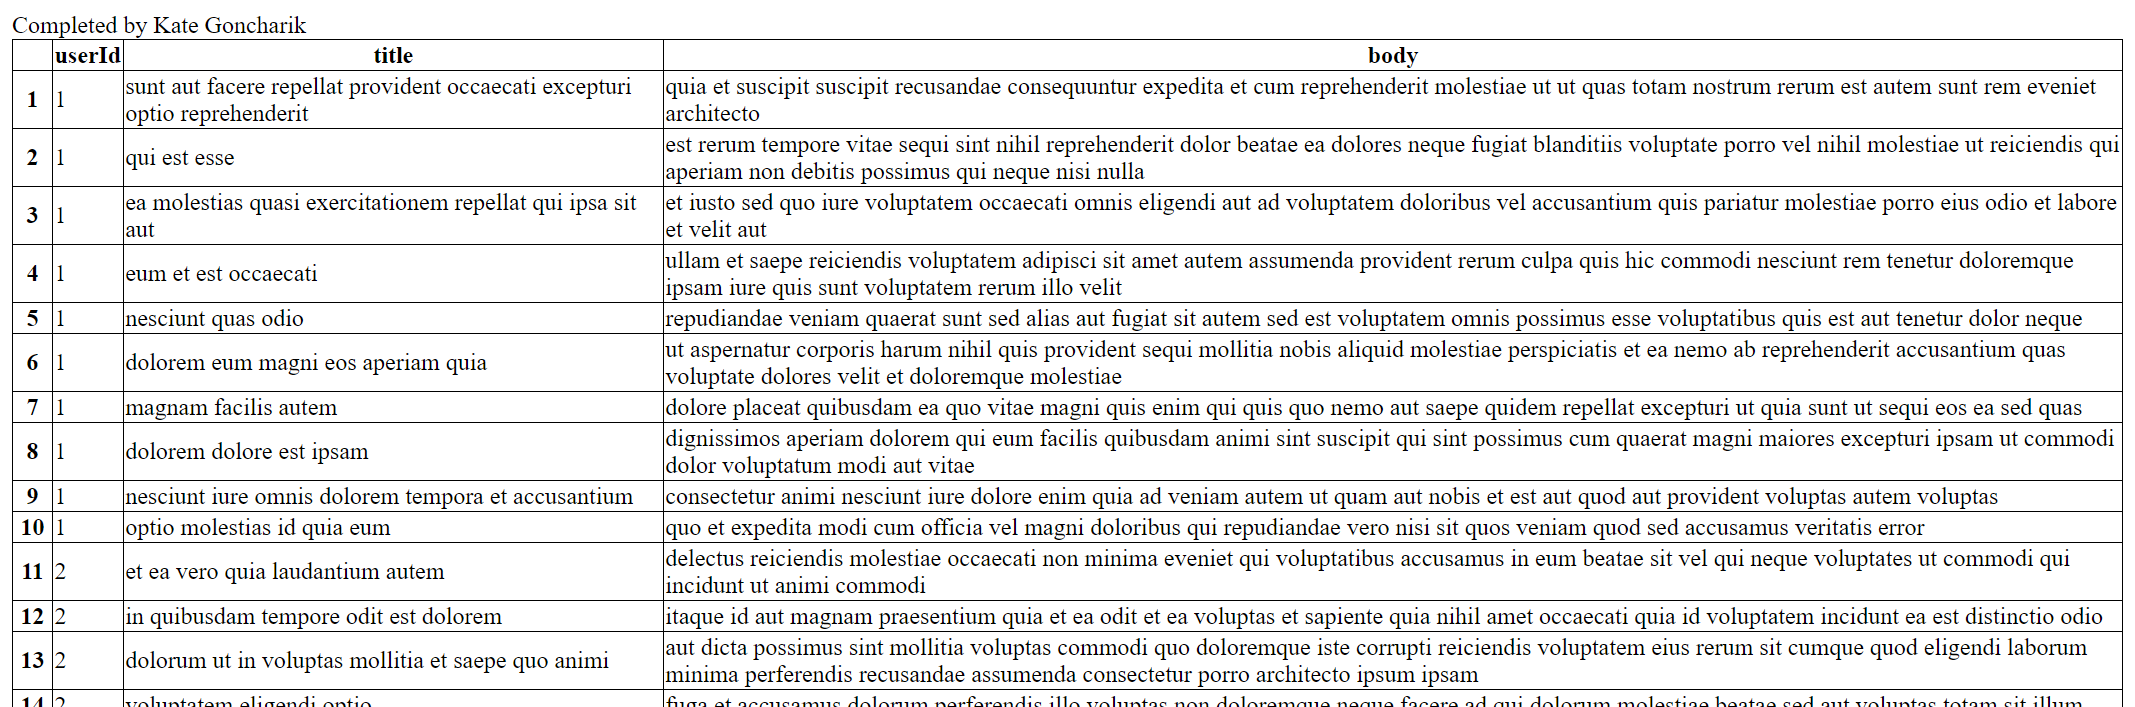 Completed by Kate Goncharik
userId title body
1 1 sunt aut facere repellat provident occaecati excepturi optio reprehenderit quia et suscipit suscipit recusandae consequuntur expedita et cum reprehenderit molestiae ut ut quas totam nostrum rerum est autem sunt rem eveniet architecto
2 1 qui est esse est rerum tempore vitae sequi sint nihil reprehenderit dolor beatae ea dolores neque fugiat blanditiis voluptate porro vel nihil molestiae ut reiciendis qui aperiam non debitis possimus qui neque nisi nulla
3 1 ea molestias quasi exercitationem repellat qui ipsa sit aut et iusto sed quo iure voluptatem occaecati omnis eligendi aut ad voluptatem doloribus vel accusantium quis pariatur molestiae porro eius odio et labore et velit aut
4 1 eum et est occaecati ullam et saepe reiciendis voluptatem adipisci sit amet autem assumenda provident rerum culpa quis hic commodi nesciunt rem tenetur doloremque ipsam iure quis sunt voluptatem rerum illo velit
5 1 nesciunt quas odio repudiandae veniam quaerat sunt sed alias aut fugiat sit autem sed est voluptatem omnis possimus esse voluptatibus quis est aut tenetur dolor neque
6 1 dolorem eum magni eos aperiam quia ut aspernatur corporis harum nihil quis provident sequi mollitia nobis aliquid molestiae perspiciatis et ea nemo ab reprehenderit accusantium quas voluptate dolores velit et doloremque molestiae
7 1 magnam facilis autem dolore placeat quibusdam ea quo vitae magni quis enim qui quis quo nemo aut saepe quidem repellat excepturi ut quia sunt ut sequi eos ea sed quas
8 1 dolorem dolore est ipsam dignissimos aperiam dolorem qui eum facilis quibusdam animi sint suscipit qui sint possimus cum quaerat magni maiores excepturi ipsam ut commodi dolor voluptatum modi aut vitae
9 1 nesciunt iure omnis dolorem tempora et accusantium consectetur animi nesciunt iure dolore enim quia ad veniam autem ut quam aut nobis et est aut quod aut provident voluptas autem voluptas
10 1 optio molestias id quia eum quo et expedita modi cum officia vel magni doloribus qui repudiandae vero nisi sit quos veniam quod sed accusamus veritatis error
11 2 et ea vero quia laudantium autem delectus reiciendis molestiae occaecati non minima eveniet qui voluptatibus accusamus in eum beatae sit vel qui neque voluptates ut commodi qui incidunt ut animi commodi
12 2 in quibusdam tempore odit est dolorem itaque id aut magnam praesentium quia et ea odit et ea voluptas et sapiente quia nihil amet occaecati quia id voluptatem incidunt ea est distinctio odio
13 2 dolorum ut in voluptas mollitia et saepe quo animi aut dicta possimus sint mollitia voluptas commodi quo doloremque iste corrupti reiciendis voluptatem eius rerum sit cumque quod eligendi laborum minima perferendis recusandae assumenda consectetur porro architecto ipsum ipsam
14 2 voluptatem eligendi optio fuga et accusamus dolorum perferendis illo voluptas non doloremque neque facere ad qui dolorum molestiae beatae sed aut voluptas totam sit illum